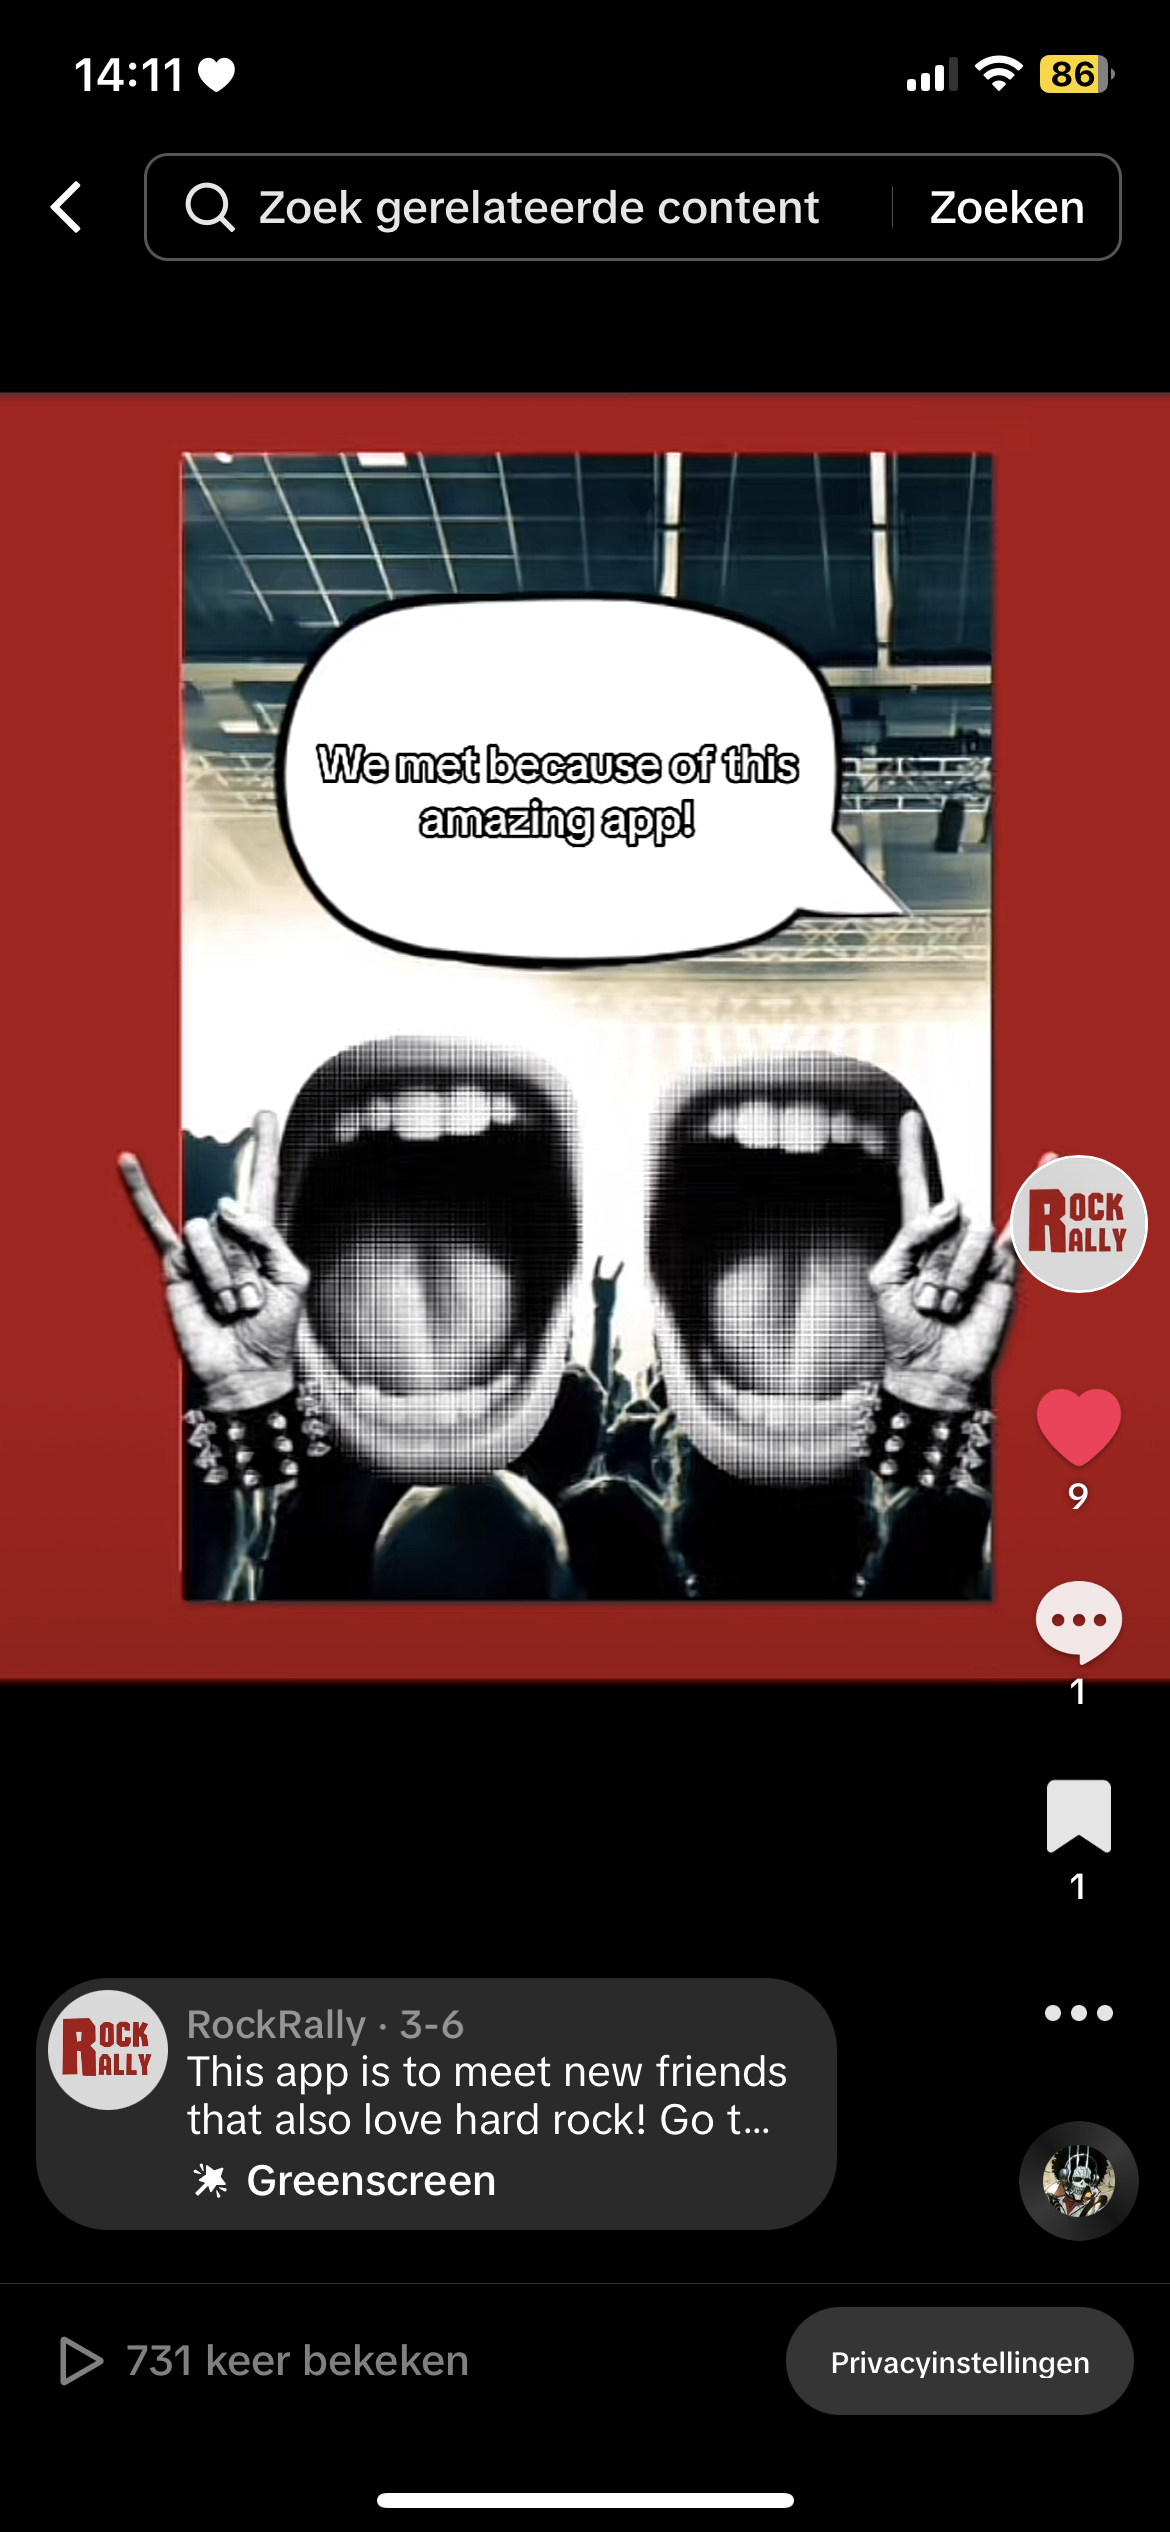 14:11
86
Zoek gerelateerde content
Zoeken
We met because of this
amazing app!
ROCK
RALLY
9
1
1
ROCK
RALLY
RockRally · 3-6
This app is to meet new friends
that also love hard rock! Go t...
Greenscreen
731 keer bekeken
Privacyinstellingen